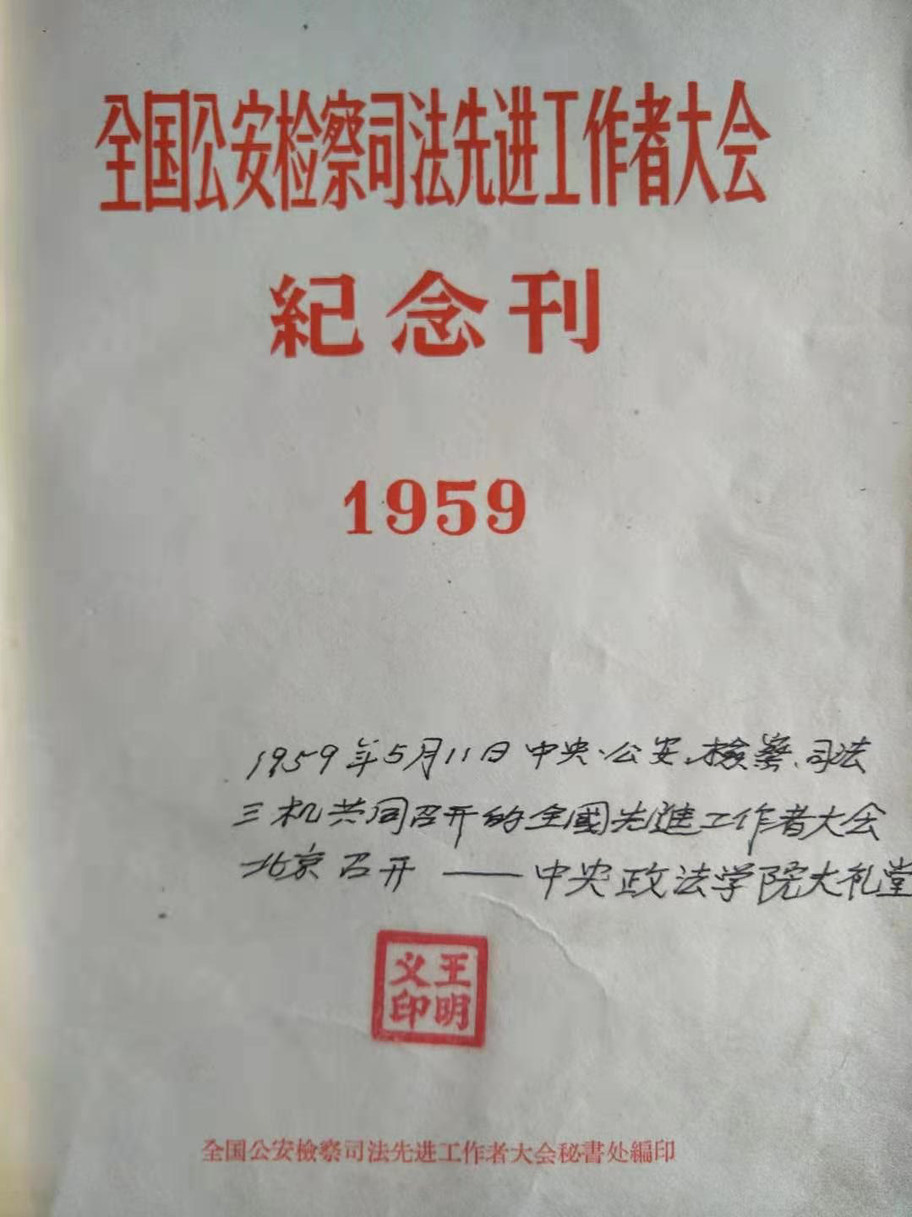 全国公安检察司法先进工作者大会
紀念刊
1959
1959年5月11日中央·公安、檢察、司法
三机共同召开的全國先進工作者大会
北京召开——中央政法学院大礼堂
王明义印
全国公安檢察司法先进工作者大会秘書处編印